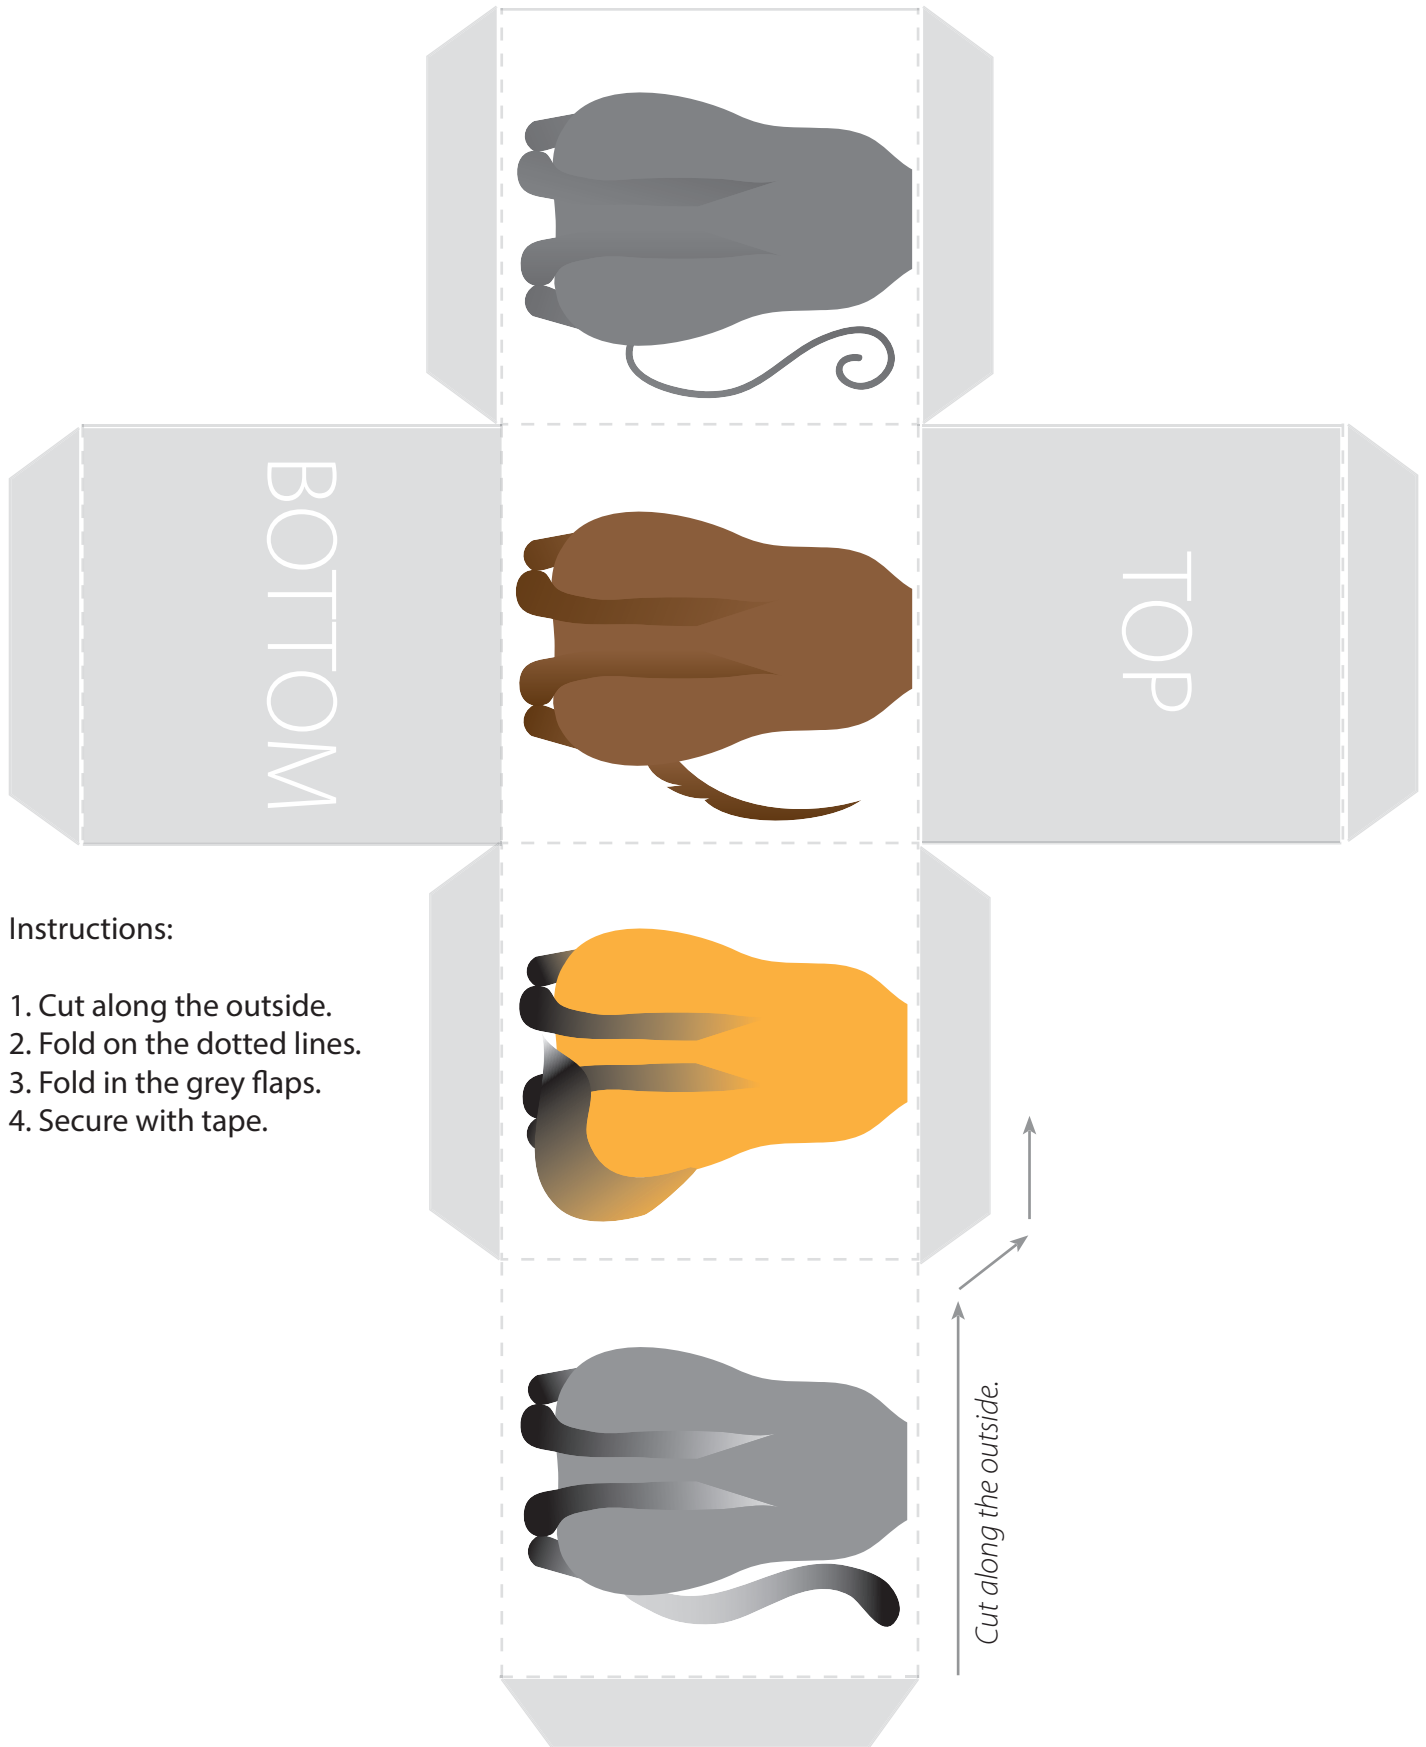 BOTTOM
TOP
Instructions:
1. Cut along the outside.
2. Fold on the dotted lines.
3. Fold in the grey flaps.
4. Secure with tape.
Cut along the outside.